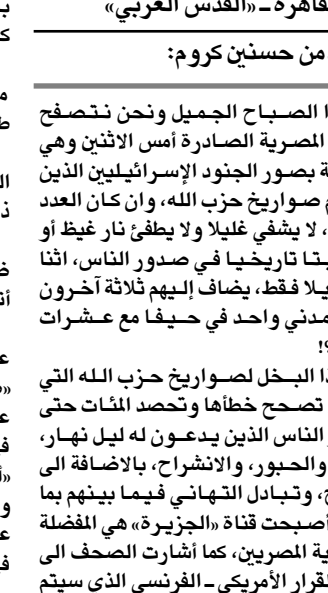 قاهرة ـ «القدس العربي»
من حسنين كروم:
ا الصباح الجميل ونحن نتصفح
المصرية الصادرة أمس الاثنين وهي
ة بصور الجنود الإسرائيليين الذين
م صواريخ حزب الله، وان كان العدد
، لا يشفي غليلا ولا يطفئ نار غيظ أو
بتا تاريخيا في صدور الناس، اثنا
يلا فقط، يضاف إليهم ثلاثة آخرون
مدني واحد في حيفا مع عشرات
؟!
ذا البخل لصواريخ حزب الله التي
تصحح خطأها وتحصد المئات حتى
الناس الذين يدعون له ليل نهار،
والحبور، والانشراح، بالاضافة الى
، وتبادل التهاني فيما بينهم بما
أصبحت قناة «الجزيرة» هي المفضلة
ية المصريين، كما أشارت الصحف الى
لقرار الأمريكي ـ الفرنسي الذي سيتم